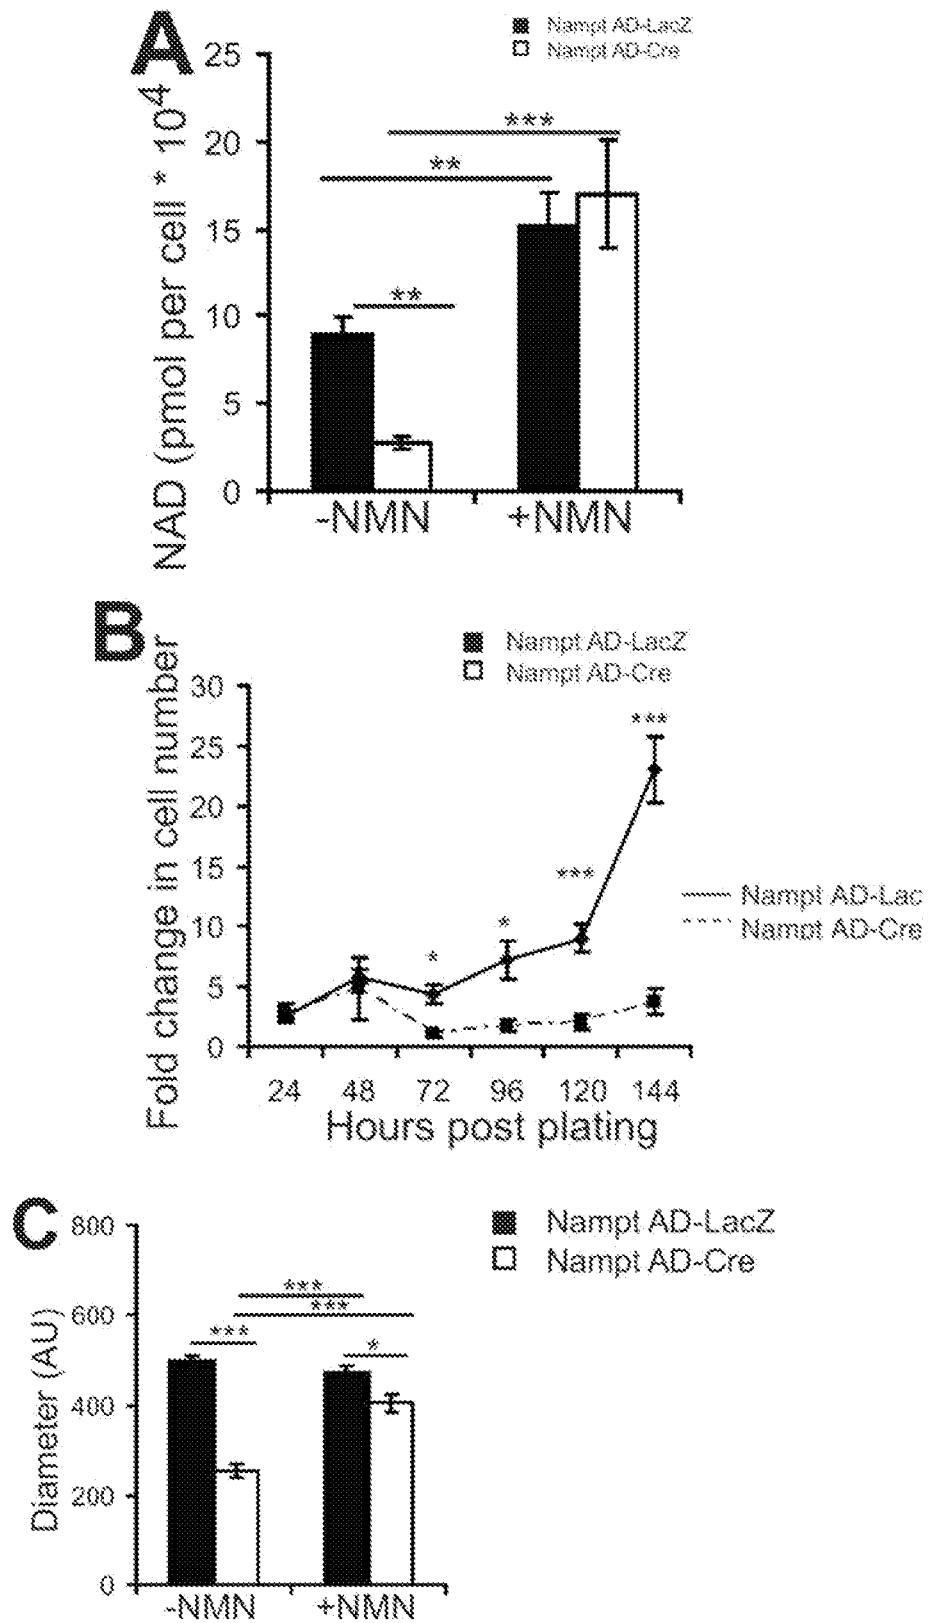 A
Nampt AD-LacZ
Nampt AD-Cre
NAD (pmol per cell * 10^4
25
20
15
10
5
0
***
**
**
-NMN +NMN
B
Nampt AD-LacZ
Nampt AD-Cre
Fold change in cell number
30
25
20
15
10
5
0
***
***
*
*
Nampt AD-Lac
Nampt AD-Cre
24 48 72 96 120 144
Hours post plating
C
Nampt AD-LacZ
Nampt AD-Cre
Diameter (AU)
800
600
400
200
0
***
***
***
*
-NMN +NMN